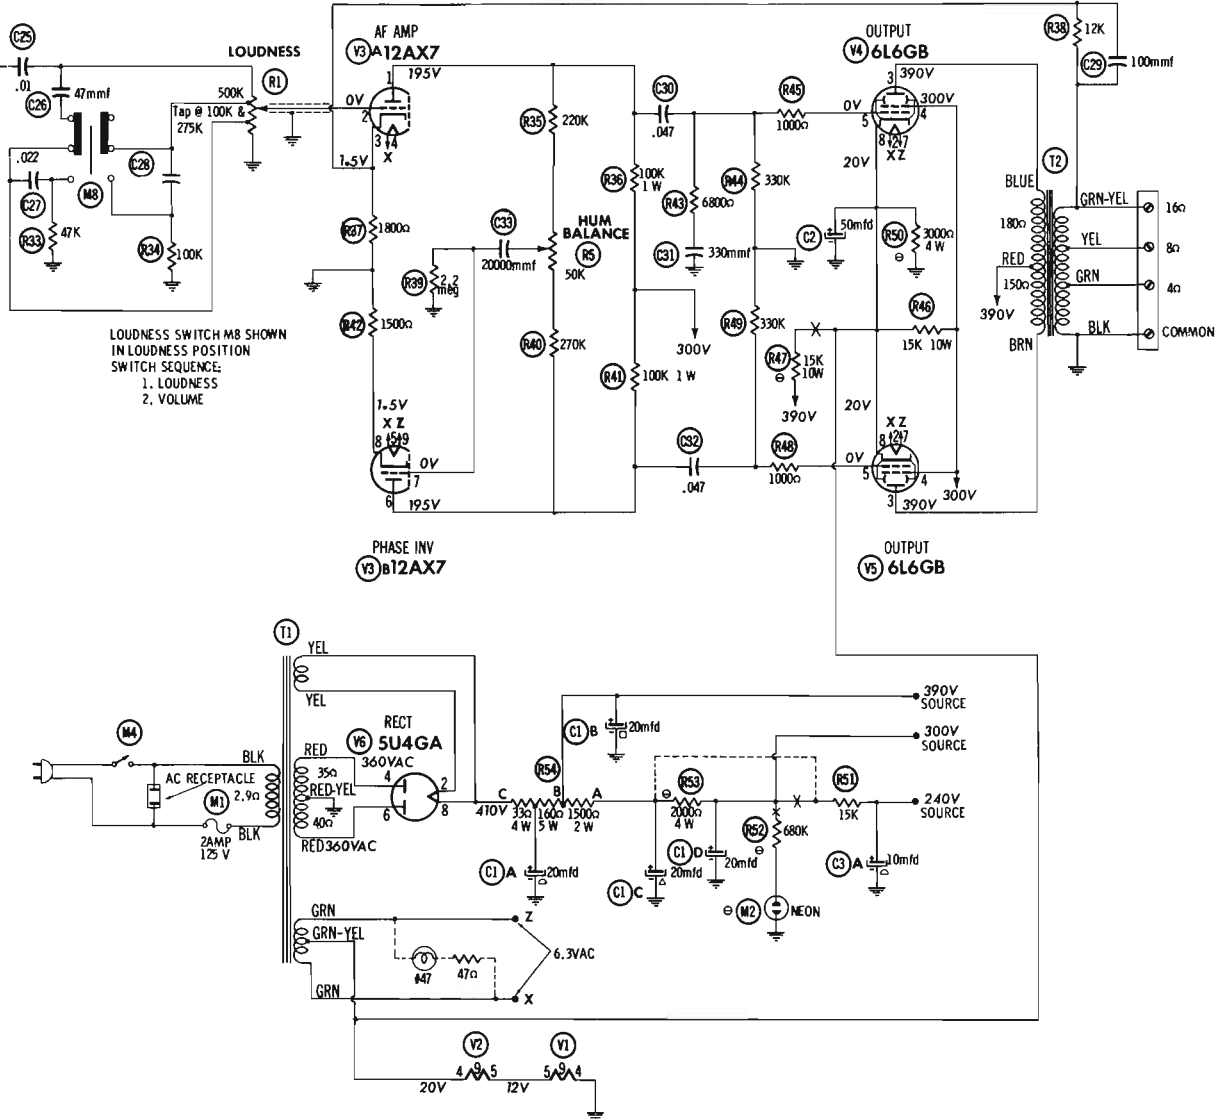 C25
.01
C26
47mmf
LOUDNESS
R1
500K
Tap @ 100K &
275K
.022
C27
R33
47K
M8
C28
R34
100K
LOUDNESS SWITCH M8 SHOWN
IN LOUDNESS POSITION
SWITCH SEQUENCE:
1. LOUDNESS
2. VOLUME
AF AMP
V3 A 12AX7
195V
1
0V
2
3 4
X
1.5V
R37
1800Ω
R42
1500Ω
R39
2.2
meg
C33
20000mmf
1.5V
X Z
8 5 9
0V
7
6
195V
PHASE INV
V3 B 12AX7
R35
220K
HUM
BALANCE
R5
50K
R40
270K
C30
.047
R36
100K
1 W
R43
6800Ω
C31
330mmf
300V
R41
100K 1 W
C32
.047
R44
330K
R49
330K
R45
1000Ω
R48
1000Ω
R47
15K
10W
⊖
390V
X
OUTPUT
V4 6L6GB
3
390V
0V
5
300V
4
8 2 7
X Z
20V
C2
50mfd
R50
3000Ω
4 W
⊖
R46
15K 10W
20V
X Z
8 2 7
0V
5
4
300V
3
390V
OUTPUT
V5 6L6GB
R38
12K
C29
100mmf
T2
BLUE
180Ω
RED
150Ω
390V
BRN
GRN-YEL
YEL
GRN
BLK
16Ω
8Ω
4Ω
COMMON
T1
YEL
YEL
M4
BLK
AC RECEPTACLE
2.9Ω
M1
2AMP
125 V
BLK
RED
35Ω
RED-YEL
40Ω
RED 360VAC
RECT
V6 5U4GA
360VAC
4
2
6
8
410V
C
R54
B
A
33Ω
4 W
160Ω
5 W
1500Ω
2 W
C1 A
20mfd
C1 B
20mfd
R53
⊖
2000Ω
4 W
C1 C
20mfd
C1 D
20mfd
X
X
R52
680K
⊖
⊖ M2 NEON
R51
15K
C3 A
10mfd
390V
SOURCE
300V
SOURCE
240V
SOURCE
GRN
GRN-YEL
GRN
#47
47Ω
Z
6.3VAC
X
V2
V1
4 9 5
5 9 4
20V
12V